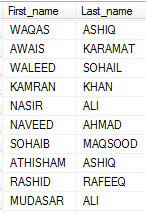 First_name Last_name
WAQAS ASHIQ
AWAIS KARAMAT
WALEED SOHAIL
KAMRAN KHAN
NASIR ALI
NAVEED AHMAD
SOHAIB MAQSOOD
ATHISHAM ASHIQ
RASHID RAFEEQ
MUDASAR ALI